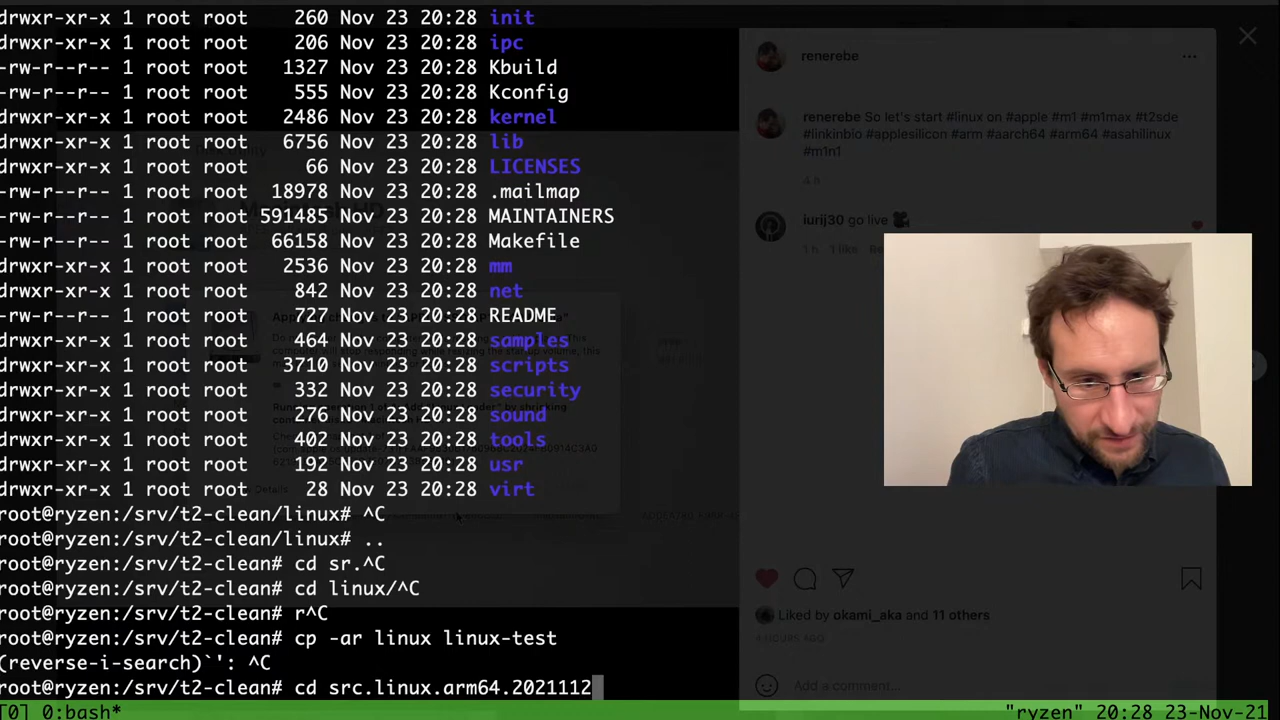 drwxr-xr-x 1 root root    260 Nov 23 20:28 init
drwxr-xr-x 1 root root    206 Nov 23 20:28 ipc
-rw-r--r-- 1 root root   1327 Nov 23 20:28 Kbuild
-rw-r--r-- 1 root root    555 Nov 23 20:28 Kconfig
drwxr-xr-x 1 root root   2486 Nov 23 20:28 kernel
drwxr-xr-x 1 root root   6756 Nov 23 20:28 lib
drwxr-xr-x 1 root root     66 Nov 23 20:28 LICENSES
-rw-r--r-- 1 root root  18978 Nov 23 20:28 .mailmap
-rw-r--r-- 1 root root 591485 Nov 23 20:28 MAINTAINERS
-rw-r--r-- 1 root root  66158 Nov 23 20:28 Makefile
drwxr-xr-x 1 root root   2536 Nov 23 20:28 mm
drwxr-xr-x 1 root root    842 Nov 23 20:28 net
-rw-r--r-- 1 root root    727 Nov 23 20:28 README
drwxr-xr-x 1 root root    464 Nov 23 20:28 samples
drwxr-xr-x 1 root root   3710 Nov 23 20:28 scripts
drwxr-xr-x 1 root root    332 Nov 23 20:28 security
drwxr-xr-x 1 root root    276 Nov 23 20:28 sound
drwxr-xr-x 1 root root    402 Nov 23 20:28 tools
drwxr-xr-x 1 root root    192 Nov 23 20:28 usr
drwxr-xr-x 1 root root     28 Nov 23 20:28 virt
root@ryzen:/srv/t2-clean/linux# ^C
root@ryzen:/srv/t2-clean/linux# ..
root@ryzen:/srv/t2-clean# cd sr.^C
root@ryzen:/srv/t2-clean# cd linux/^C
root@ryzen:/srv/t2-clean# r^C
root@ryzen:/srv/t2-clean# cp -ar linux linux-test
(reverse-i-search)`': ^C
root@ryzen:/srv/t2-clean# cd src.linux.arm64.2021112
[0] 0:bash*
"ryzen" 20:28 23-Nov-21
renerebe
renerebe So let's start #linux on #apple #m1 #m1max #t2sde
#linkinbio #applesilicon #arm #aarch64 #arm64 #asahilinux
#m1n1
4 h
iurij30 go live
1 h 1 like
Liked by okami_aka and 11 others
4 HOURS AGO
Add a comment...